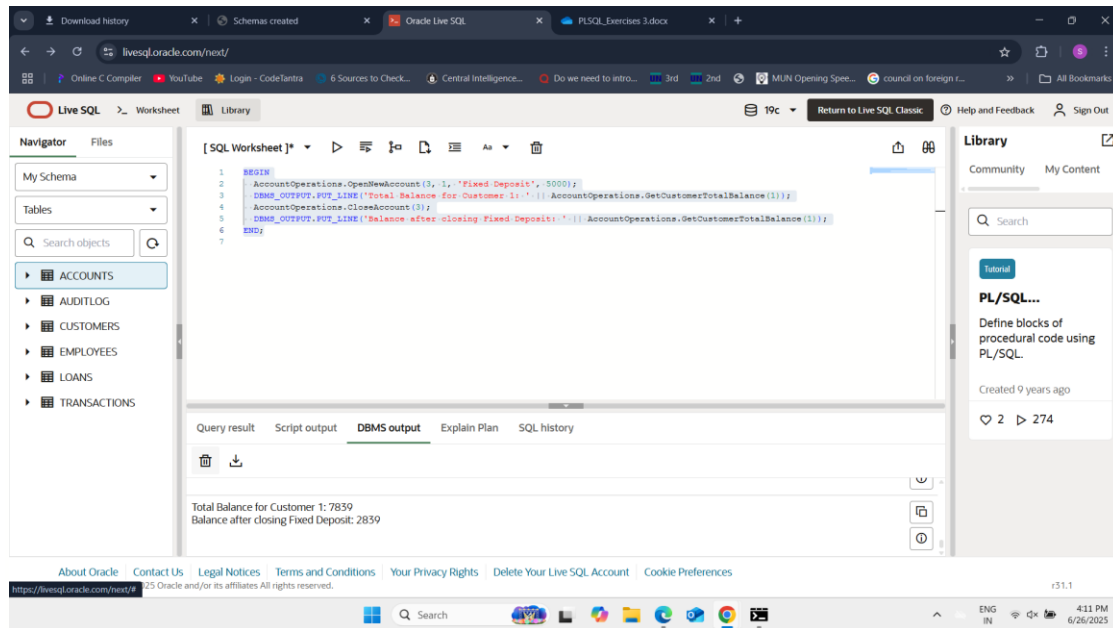 Download history
Schemas created
Oracle Live SQL
PLSQL_Exercises 3.docx
livesql.oracle.com/next/
S
Online C Compiler
YouTube
Login - CodeTantra
6 Sources to Check...
Central Intelligence...
Do we need to intro...
3rd
2nd
MUN Opening Spee...
council on foreign r...
»
All Bookmarks
Live SQL
Worksheet
Library
19c
Return to Live SQL Classic
Help and Feedback
Sign Out
Navigator
Files
My Schema
Tables
Search objects
ACCOUNTS
AUDITLOG
CUSTOMERS
EMPLOYEES
LOANS
TRANSACTIONS
[ SQL Worksheet ]*
Aa
1 BEGIN
2 AccountOperations.OpenNewAccount(3, 1, 'Fixed Deposit', 5000);
3 DBMS_OUTPUT.PUT_LINE('Total Balance for Customer 1: ' || AccountOperations.GetCustomerTotalBalance(1));
4 AccountOperations.CloseAccount(3);
5 DBMS_OUTPUT.PUT_LINE('Balance after closing Fixed Deposit: ' || AccountOperations.GetCustomerTotalBalance(1));
6 END;
7
Query result
Script output
DBMS output
Explain Plan
SQL history
Total Balance for Customer 1: 7839
Balance after closing Fixed Deposit: 2839
Library
Community
My Content
Search
Tutorial
PL/SQL...
Define blocks of
procedural code using
PL/SQL.
Created 9 years ago
2
274
About Oracle
Contact Us
Legal Notices
Terms and Conditions
Your Privacy Rights
Delete Your Live SQL Account
Cookie Preferences
https://livesql.oracle.com/next/#
25 Oracle and/or its affiliates All rights reserved.
r31.1
Search
ENG
IN
4:11 PM
6/26/2025